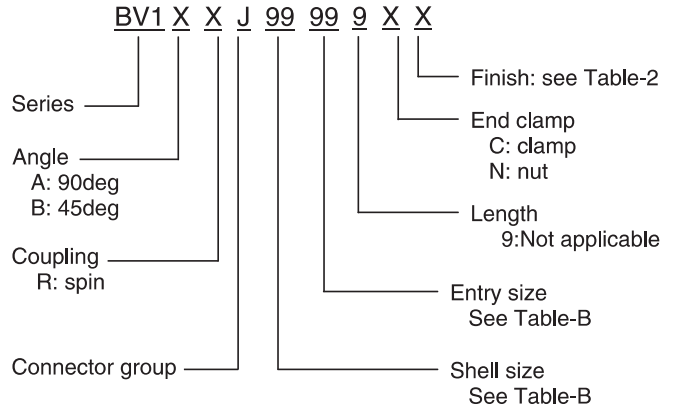 BV1 X X J 99 99 9 X X
Series
Angle
A: 90deg
B: 45deg
Coupling
R: spin
Connector group
Finish: see Table-2
End clamp
C: clamp
N: nut
Length
9:Not applicable
Entry size
See Table-B
Shell size
See Table-B